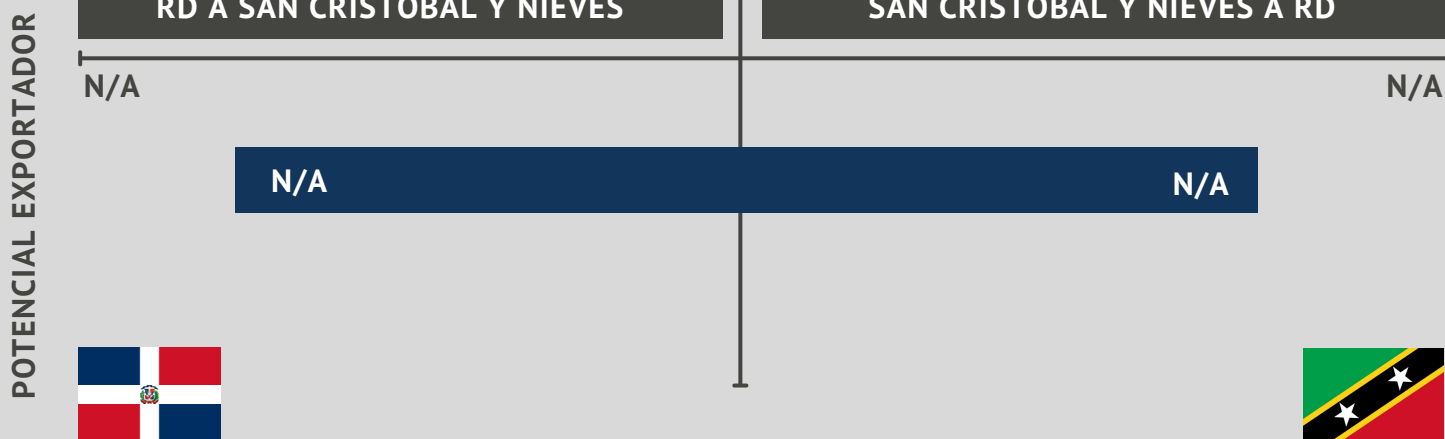 POTENCIAL EXPORTADOR
RD A SAN CRISTOBAL Y NIEVES
SAN CRISTOBAL Y NIEVES A RD
N/A
N/A
N/A
N/A